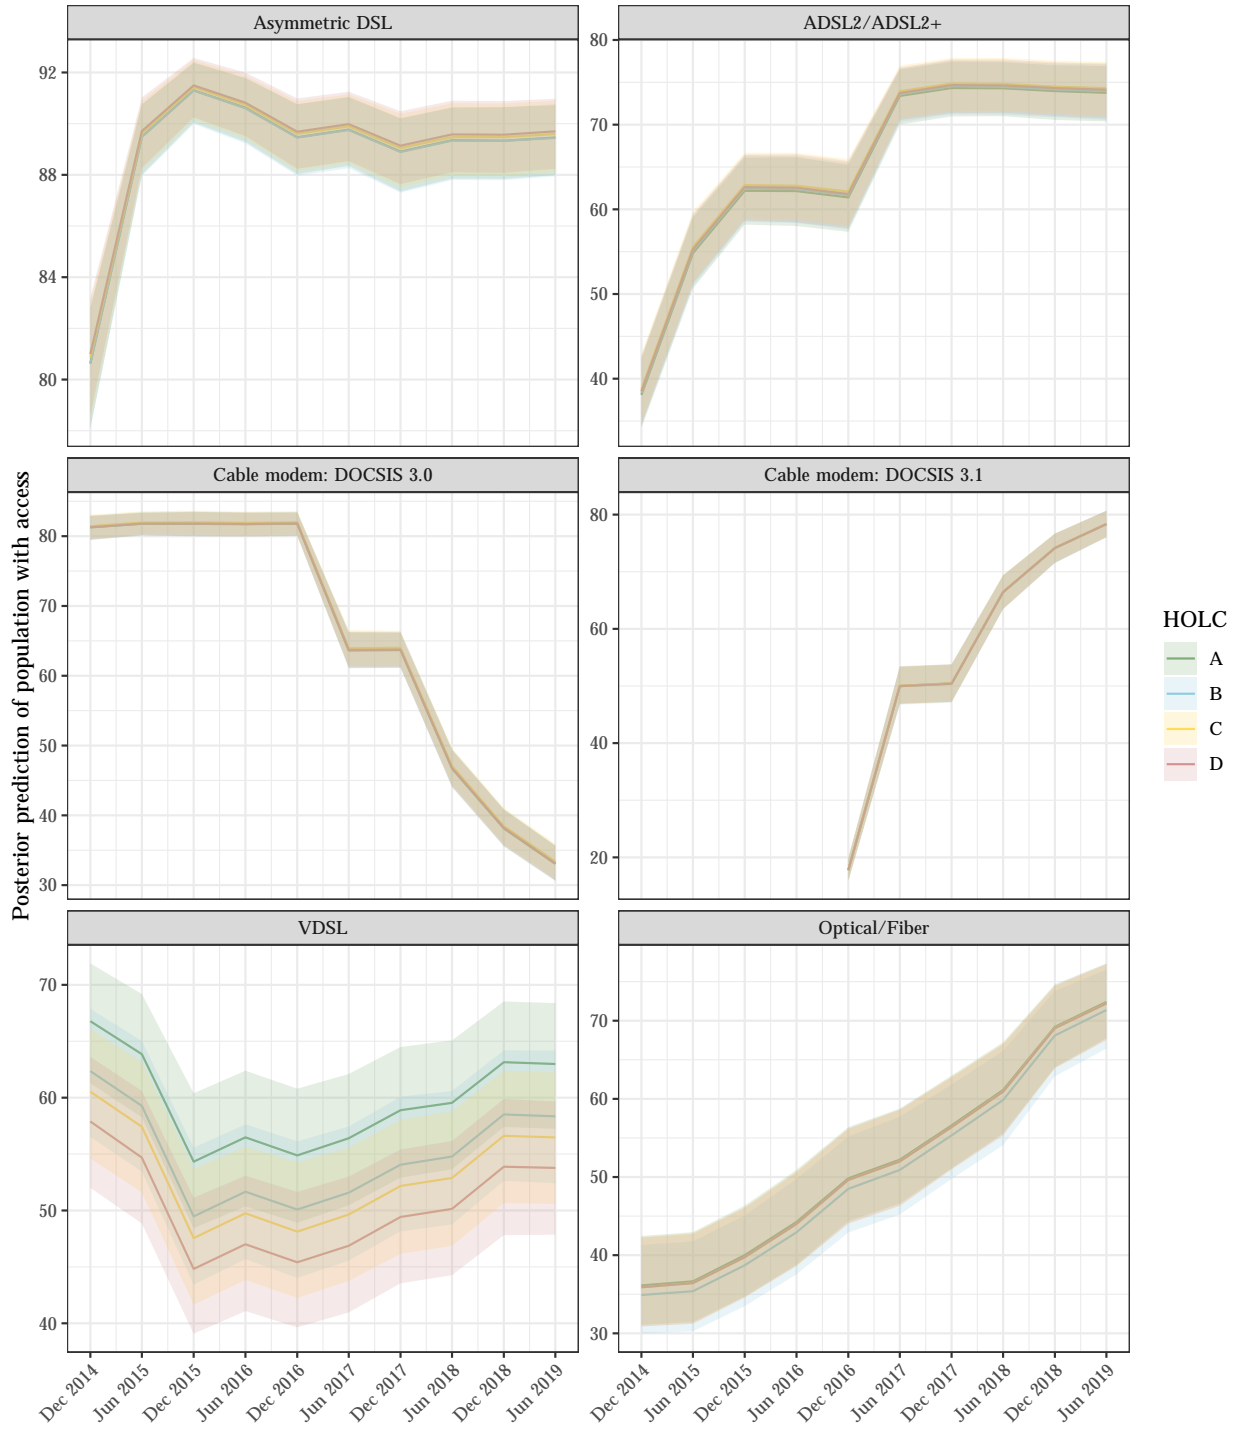 Asymmetric DSL
ADSL2/ADSL2+
92
88
84
80
80
70
60
50
40
Cable modem: DOCSIS 3.0
Cable modem: DOCSIS 3.1
80
70
60
50
40
30
80
60
40
20
VDSL
Optical/Fiber
70
60
50
40
70
60
50
40
30
Dec 2014
Jun 2015
Dec 2015
Jun 2016
Dec 2016
Jun 2017
Dec 2017
Jun 2018
Dec 2018
Jun 2019
Dec 2014
Jun 2015
Dec 2015
Jun 2016
Dec 2016
Jun 2017
Dec 2017
Jun 2018
Dec 2018
Jun 2019
Posterior prediction of population with access
HOLC
A
B
C
D